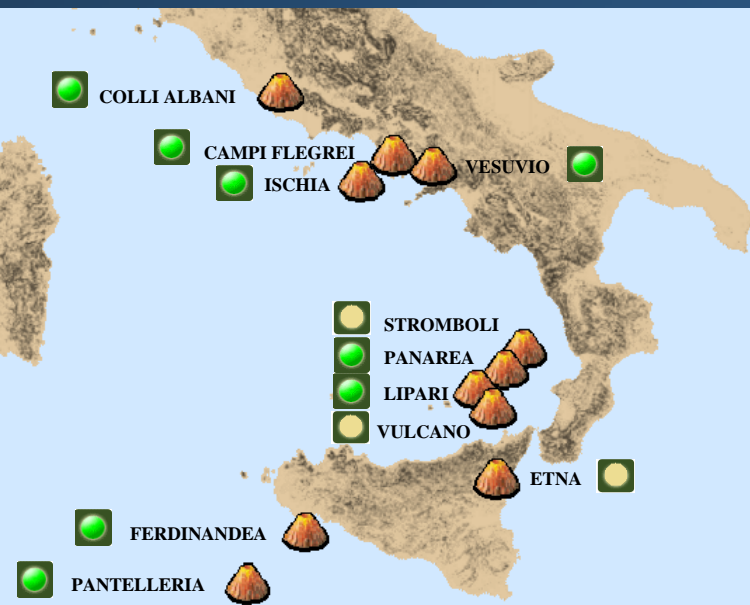 COLLI ALBANI
CAMPI FLEGREI
VESUVIO
ISCHIA
STROMBOLI
PANAREA
LIPARI
VULCANO
ETNA
FERDINANDEA
PANTELLERIA